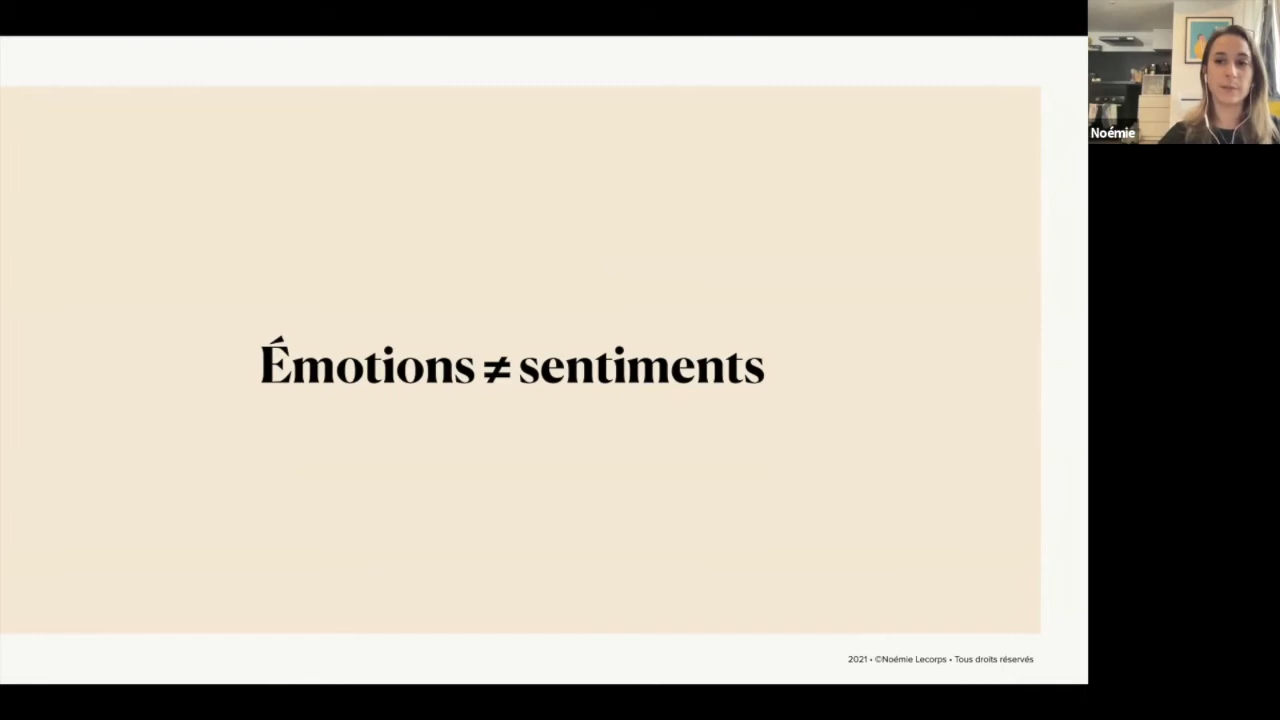 Noémie
Émotions ≠ sentiments
2021 • ©Noémie Lecorps • Tous droits réservés